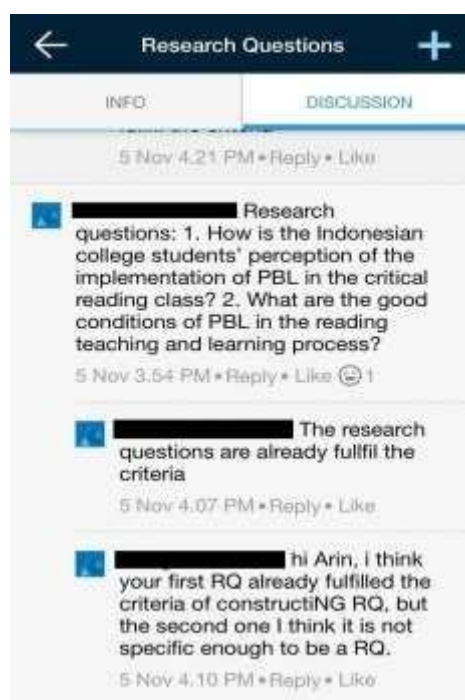 Research Questions
INFO
DISCUSSION
5 Nov 4.21 PM • Reply • Like
Research
questions: 1. How is the Indonesian
college students' perception of the
implementation of PBL in the critical
reading class? 2. What are the good
conditions of PBL in the reading
teaching and learning process?
5 Nov 3.54 PM • Reply • Like 1
The research
questions are already fullfil the
criteria
5 Nov 4.07 PM • Reply • Like
hi Arin, i think
your first RQ already fulfilled the
criteria of constructiNG RQ, but
the second one I think it is not
specific enough to be a RQ.
5 Nov 4.10 PM • Reply • Like